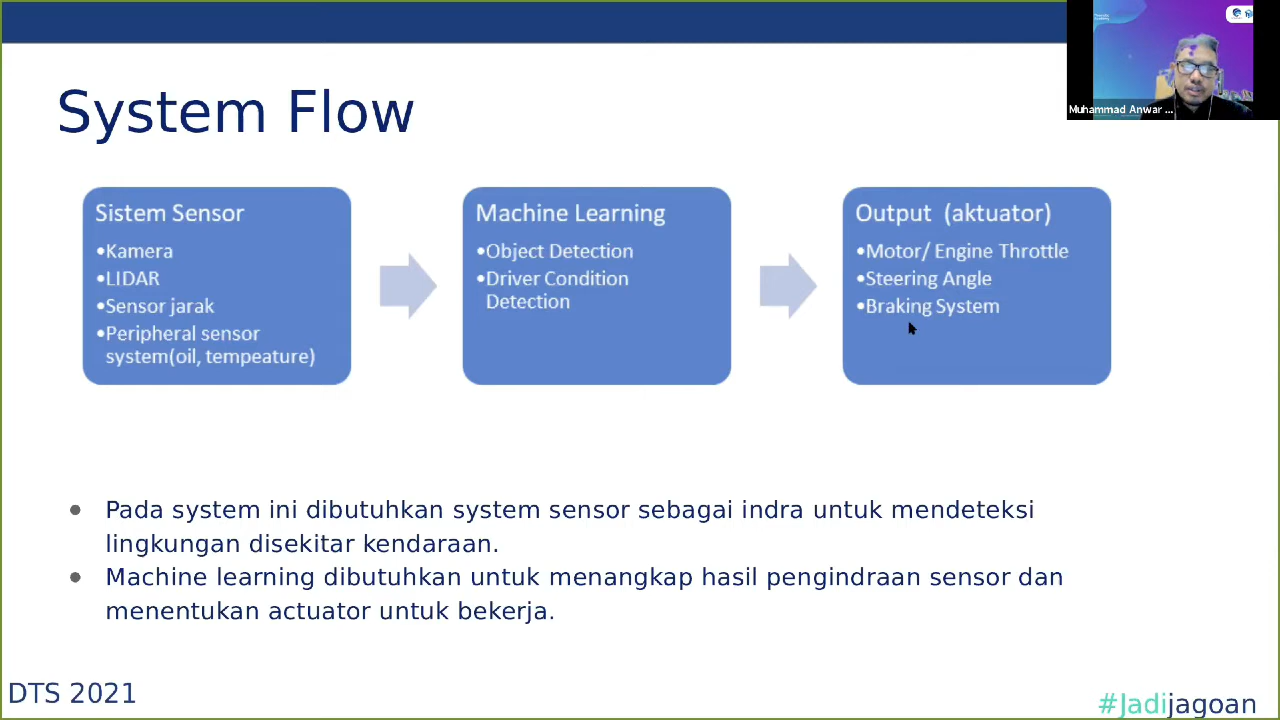 Muhammad Anwar ...
System Flow
Sistem Sensor
•Kamera
•LIDAR
•Sensor jarak
•Peripheral sensor
system(oil, tempeature)
Machine Learning
•Object Detection
•Driver Condition
Detection
Output (aktuator)
•Motor/ Engine Throttle
•Steering Angle
•Braking System
● Pada system ini dibutuhkan system sensor sebagai indra untuk mendeteksi
lingkungan disekitar kendaraan.
● Machine learning dibutuhkan untuk menangkap hasil pengindraan sensor dan
menentukan actuator untuk bekerja.
DTS 2021
#Jadijagoan